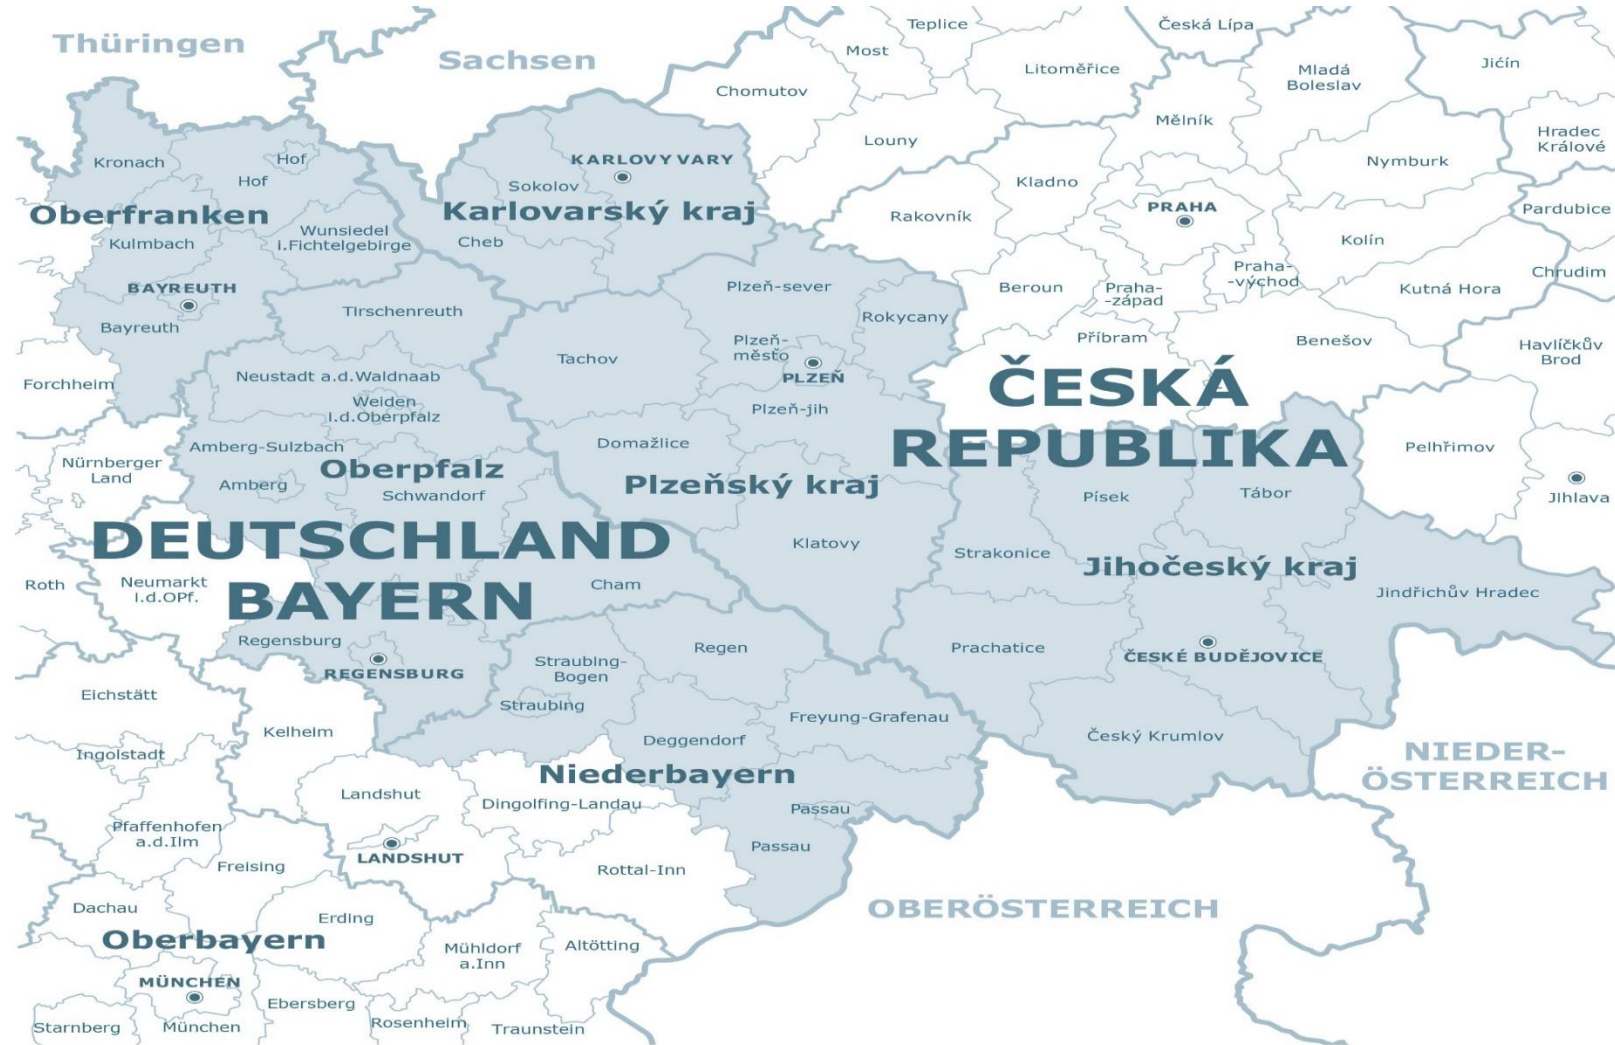 Thüringen
Sachsen
Teplice
Česká Lípa
Most
Litoměřice
Mladá
Boleslav
Jičín
Chomutov
Louny
Mělník
Hradec
Králové
Nymburk
Kronach
Hof
Hof
KARLOVY VARY
Sokolov
Kladno
Rakovník
PRAHA
Pardubice
Oberfranken
Karlovarský kraj
Wunsiedel
i.Fichtelgebirge
Kulmbach
Cheb
Kolín
BAYREUTH
Plzeň-sever
Beroun
Praha-
-západ
Praha-
-východ
Kutná Hora
Chrudim
Bayreuth
Tirschenreuth
Rokycany
Plzeň-
město
Příbram
Benešov
Havlíčkův
Brod
Tachov
PLZEŇ
Forchheim
Neustadt a.d.Waldnaab
Weiden
i.d.Oberpfalz
Plzeň-jih
ČESKÁ
REPUBLIKA
Amberg-Sulzbach
Domažlice
Pelhřimov
Nürnberger
Land
Oberpfalz
Amberg
Schwandorf
Plzeňský kraj
Písek
Tábor
Jihlava
DEUTSCHLAND
BAYERN
Klatovy
Strakonice
Jihočeský kraj
Roth
Neumarkt
i.d.OPf.
Cham
Jindřichův Hradec
Regensburg
REGENSBURG
Straubing-
Bogen
Regen
Prachatice
ČESKÉ BUDĚJOVICE
Eichstätt
Straubing
Freyung-Grafenau
Kelheim
Deggendorf
Český Krumlov
Ingolstadt
NIEDER-
ÖSTERREICH
Niederbayern
Landshut
Dingolfing-Landau
Passau
Pfaffenhofen
a.d.Ilm
Passau
LANDSHUT
Freising
Rottal-Inn
Dachau
Erding
OBERÖSTERREICH
Oberbayern
Mühldorf
a.Inn
Altötting
MÜNCHEN
Ebersberg
Starnberg
München
Rosenheim
Traunstein